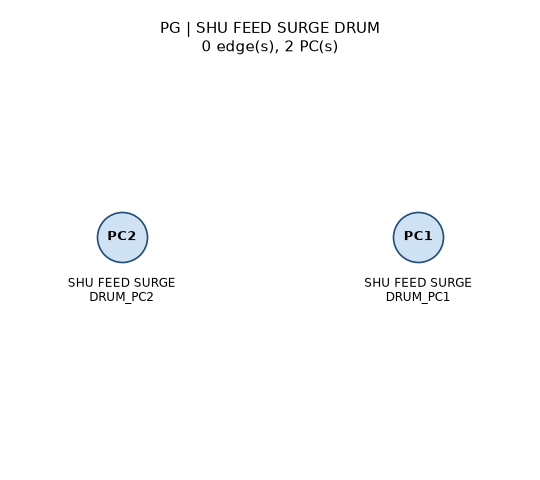 PG | SHU FEED SURGE DRUM
0 edge(s), 2 PC(s)
PC2
SHU FEED SURGE
DRUM_PC2
PC1
SHU FEED SURGE
DRUM_PC1